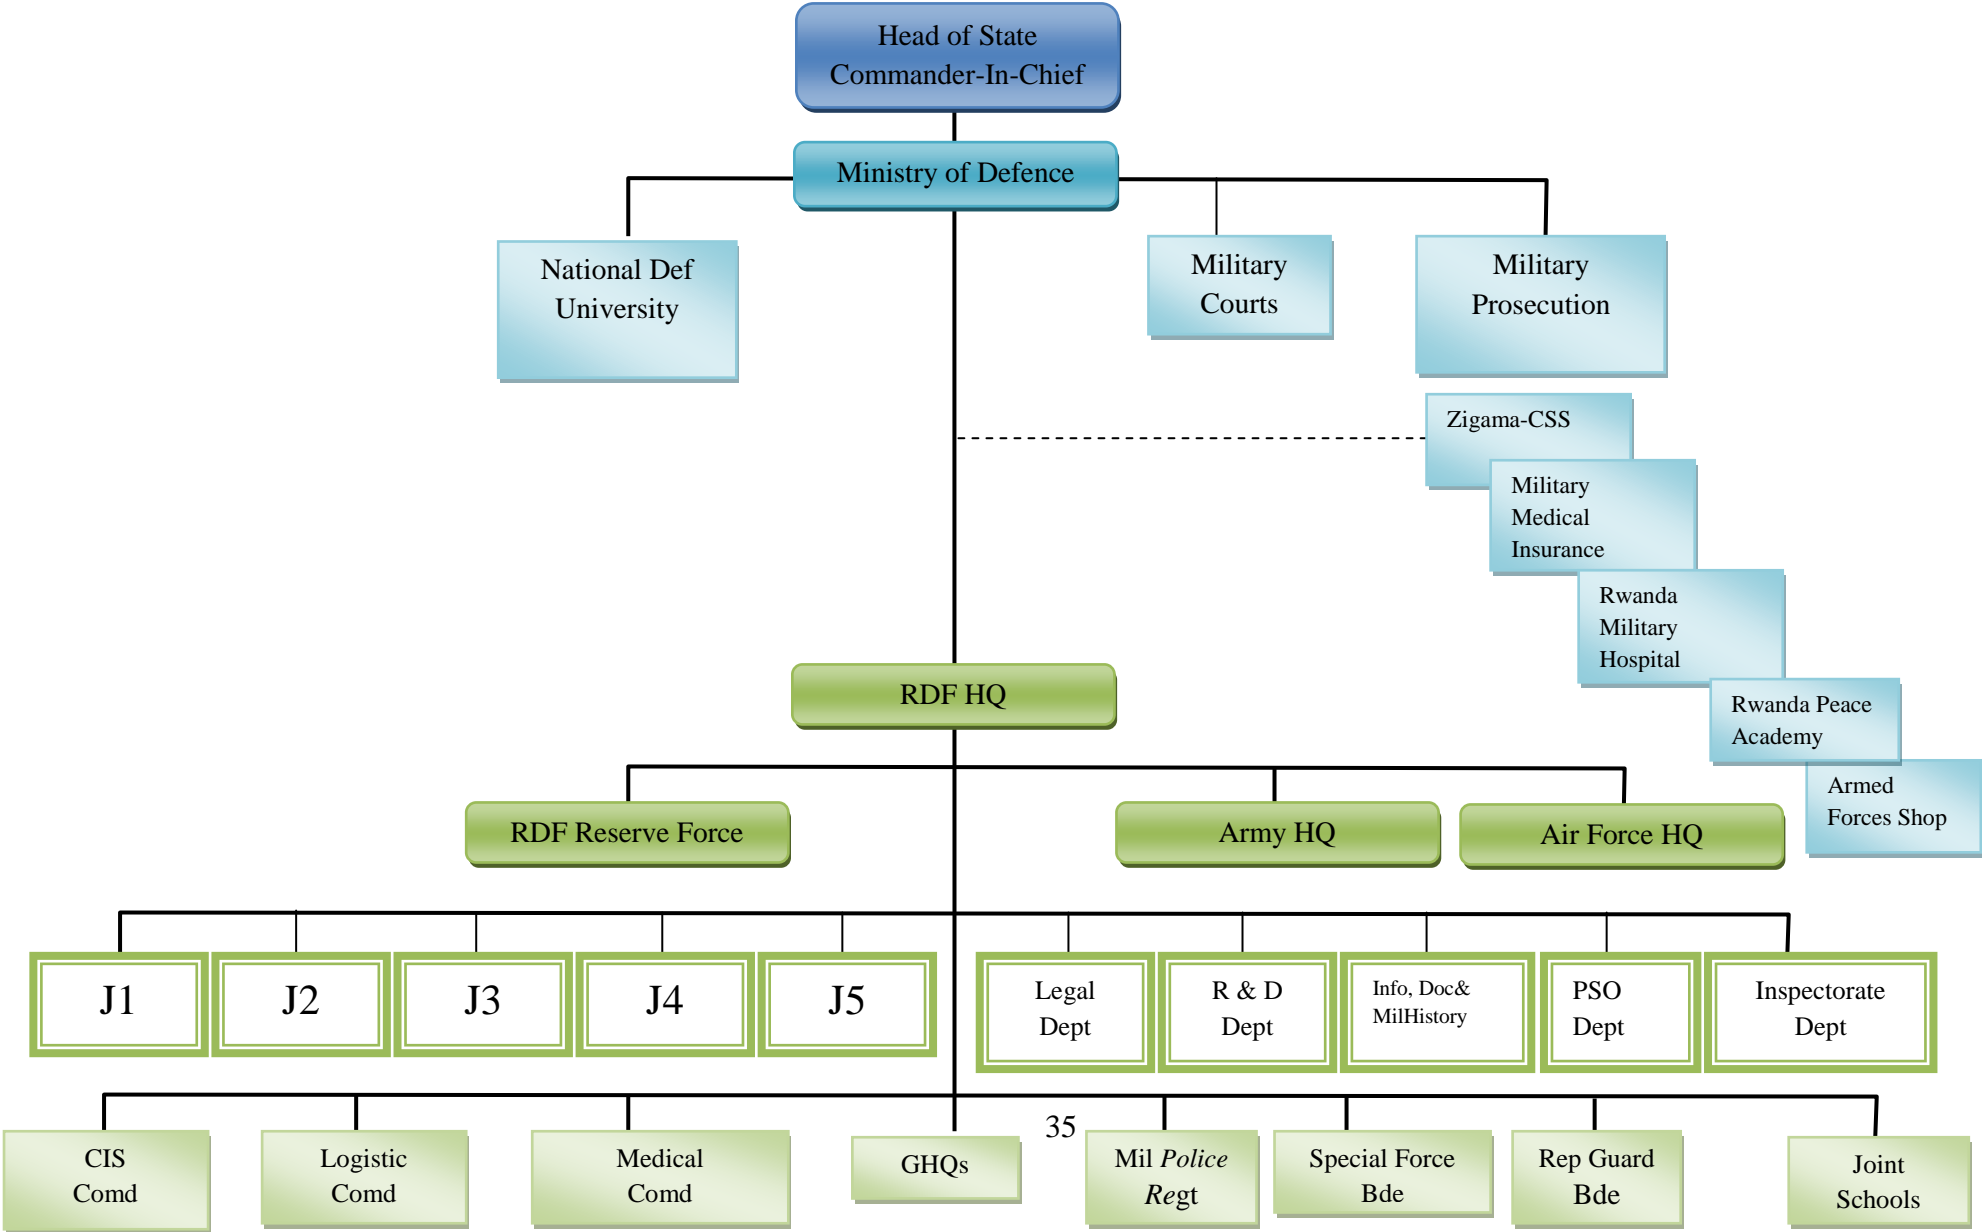 Head of State
Commander-In-Chief
Ministry of Defence
National Def
University
Military
Courts
Military
Prosecution
Zigama-CSS
Military
Medical
Insurance
Rwanda
Military
Hospital
Rwanda Peace
Academy
Armed
Forces Shop
RDF HQ
RDF Reserve Force
Army HQ
Air Force HQ
J1
J2
J3
J4
J5
Legal
Dept
R & D
Dept
Info, Doc&
MilHistory
PSO
Dept
Inspectorate
Dept
35
CIS
Comd
Logistic
Comd
Medical
Comd
GHQs
Mil Police
Regt
Special Force
Bde
Rep Guard
Bde
Joint
Schools